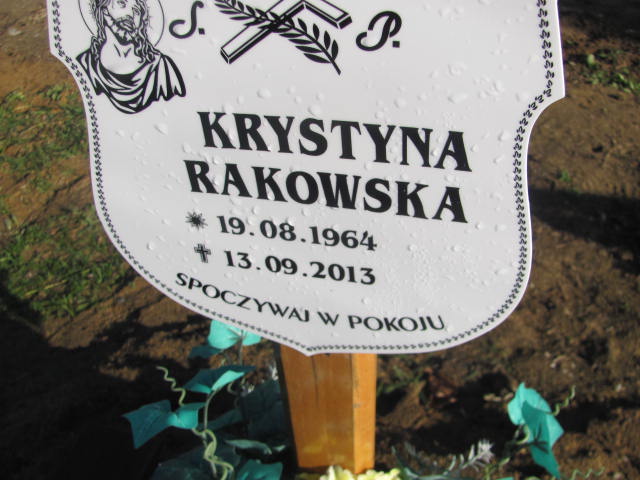 Ś. P.
KRYSTYNA
RAKOWSKA
* 19.08.1964
✝ 13.09.2013
SPOCZYWAJ W POKOJU